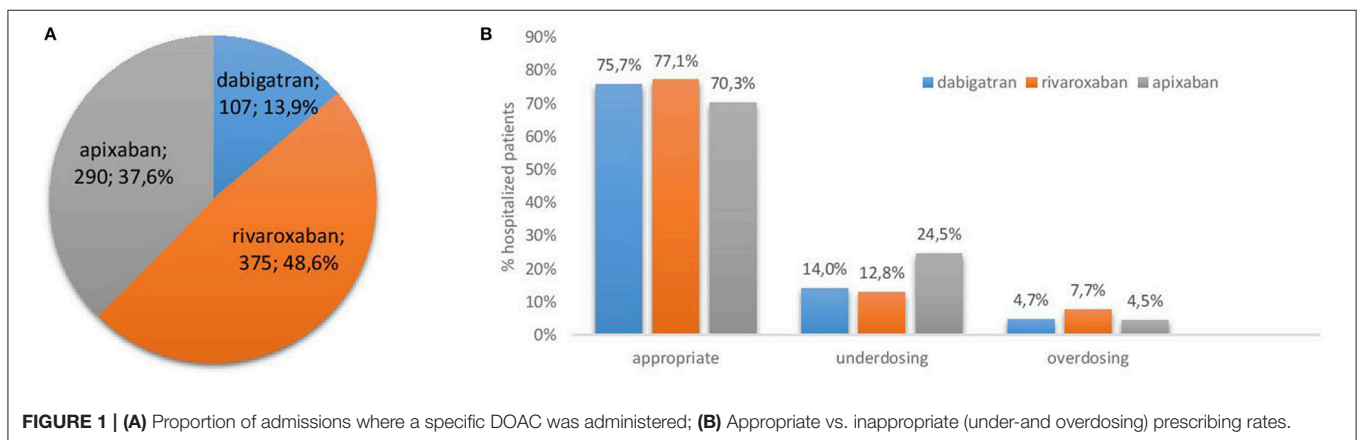 A
dabigatran;
107; 13,9%
apixaban;
290; 37,6%
rivaroxaban;
375; 48,6%
B
% hospitalized patients
90%
80%
70%
60%
50%
40%
30%
20%
10%
0%
75,7%
77,1%
70,3%
14,0%
12,8%
24,5%
4,7%
7,7%
4,5%
dabigatran rivaroxaban apixaban
appropriate underdosing overdosing
FIGURE 1 | (A) Proportion of admissions where a specific DOAC was administered; (B) Appropriate vs. inappropriate (under-and overdosing) prescribing rates.